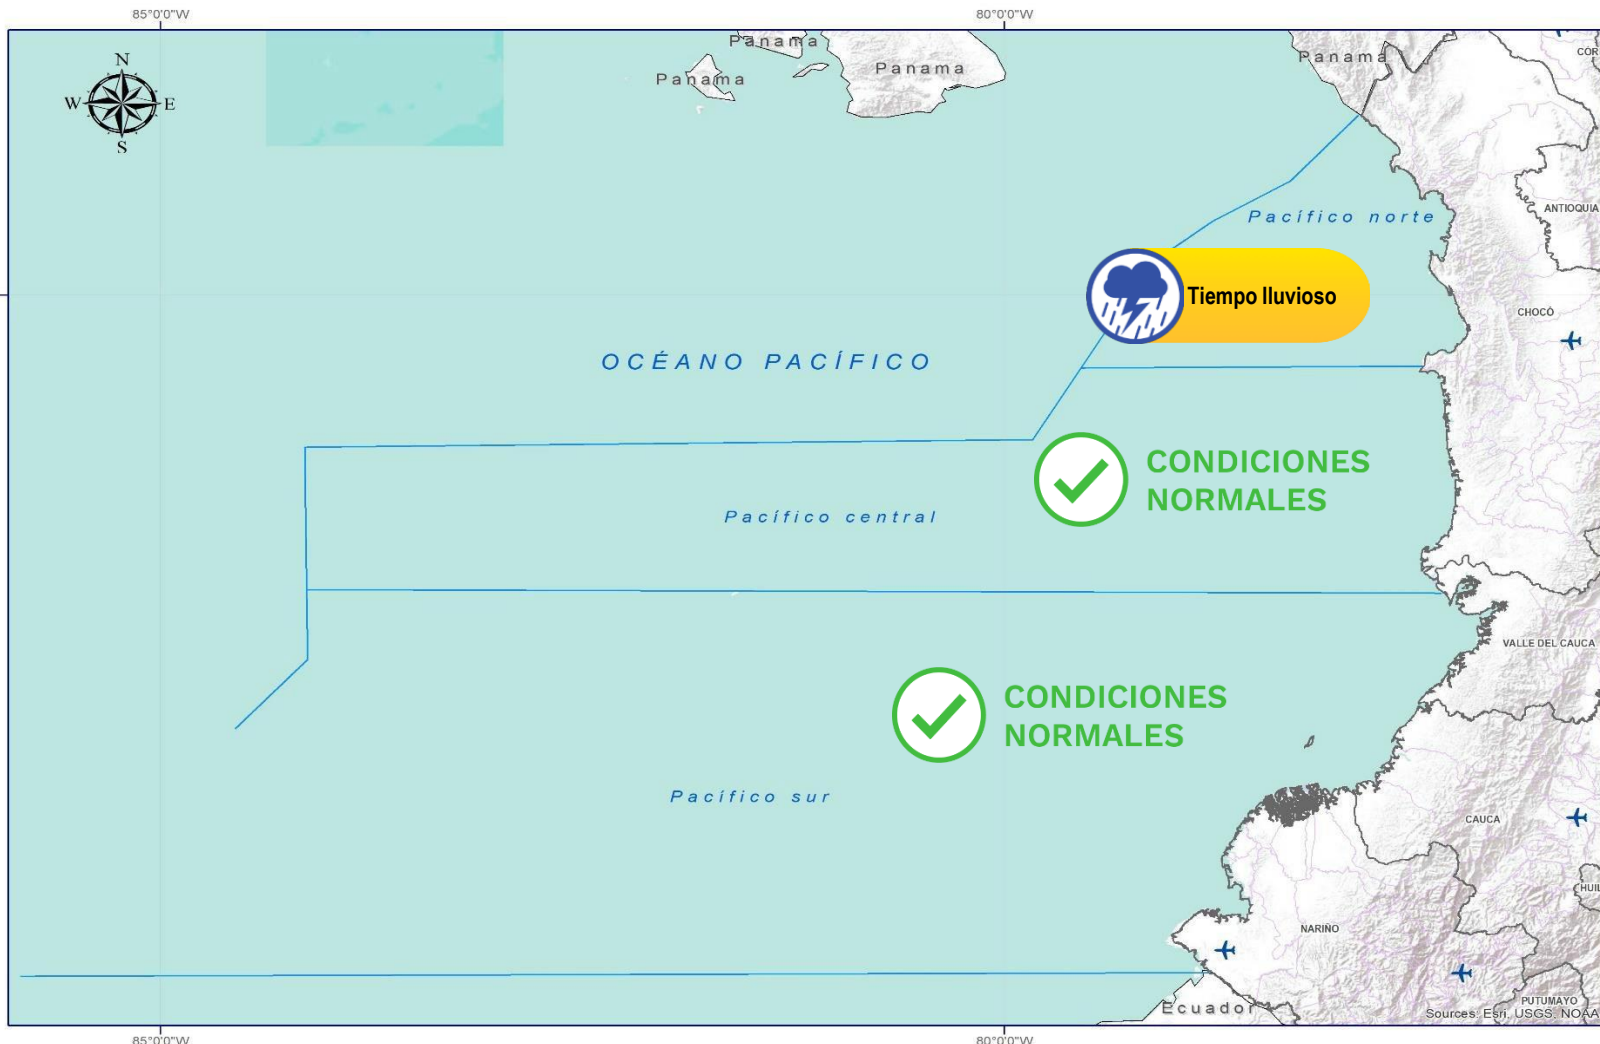 85°0'0"W
80°0'0"W
N
W
E
S
Panama
Panama
Panama
Panama
COR
ANTIOQUIA
Pacífico norte
Tiempo lluvioso
CHOCÓ
OCÉANO PACÍFICO
CONDICIONES
NORMALES
Pacífico central
VALLE DEL CAUCA
CONDICIONES
NORMALES
Pacífico sur
CAUCA
HUIL
NARIÑO
PUTUMAYO
Ecuador
Sources: Esri, USGS, NOAA
85°0'0"W
80°0'0"W